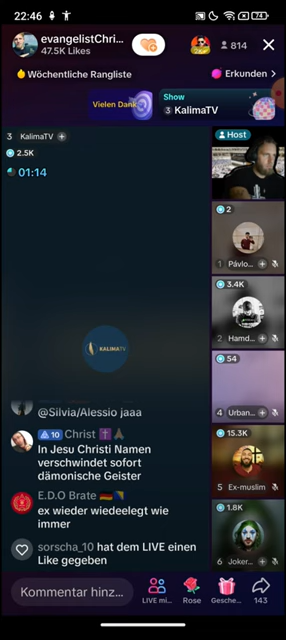 22:46
74
evangelistChri...
47.5K Likes
814
Wöchentliche Rangliste
Erkunden >
Vielen Dank
Show
3 KalimaTV
3 KalimaTV +
2.5K
01:14
Host
2
1 Pávlo... +
3.4K
2 Hamd... +
54
4 Urban... +
15.3K
5 Ex-muslim
1.8K
6 Joker... +
KALIMATV
@Silvia/Alessio jaaa
10 Christ ✝️🙏
In Jesu Christi Namen
verschwindet sofort
dämonische Geister
E.D.O Brate 🇩🇪🇧🇦
ex wieder wiedeelegt wie
immer
sorscha_10 hat dem LIVE einen
Like gegeben
Kommentar hinz...
LIVE mi...
Rose
Gesche...
143